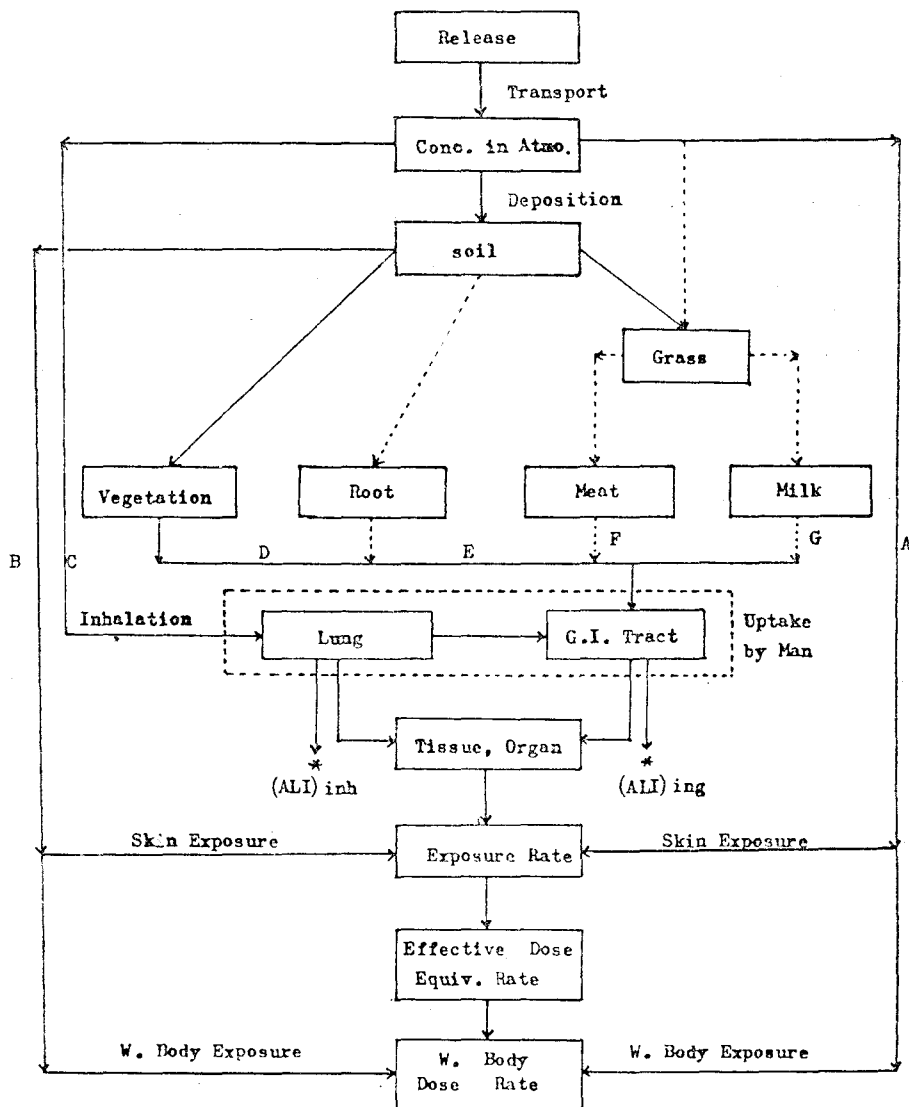 Release
Transport
Conc. in Atmo.
Deposition
soil
Grass
Vegetation
Root
Meat
Milk
B
C
D
E
F
G
A
Inhalation
Lung
G.I. Tract
Uptake
by Man
Tissue, Organ
*
(ALI) inh
*
(ALI) ing
Skin Exposure
Exposure Rate
Skin Exposure
Effective Dose
Equiv. Rate
W. Body Exposure
W. Body
Dose Rate
W. Body Exposure